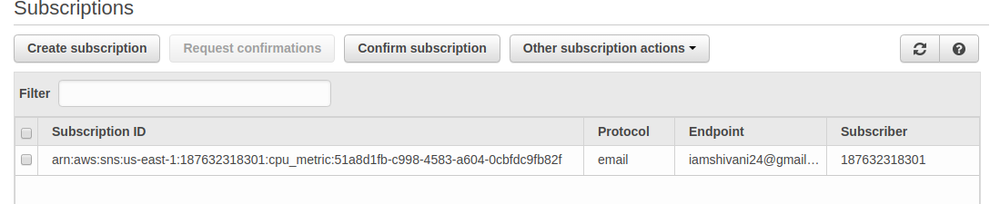 Subscriptions
Create subscription Request confirmations Confirm subscription Other subscription actions
Filter
Subscription ID Protocol Endpoint Subscriber
arn:aws:sns:us-east-1:187632318301:cpu_metric:51a8d1fb-c998-4583-a604-0cbfdc9fb82f email iamshivani24@gmail... 187632318301